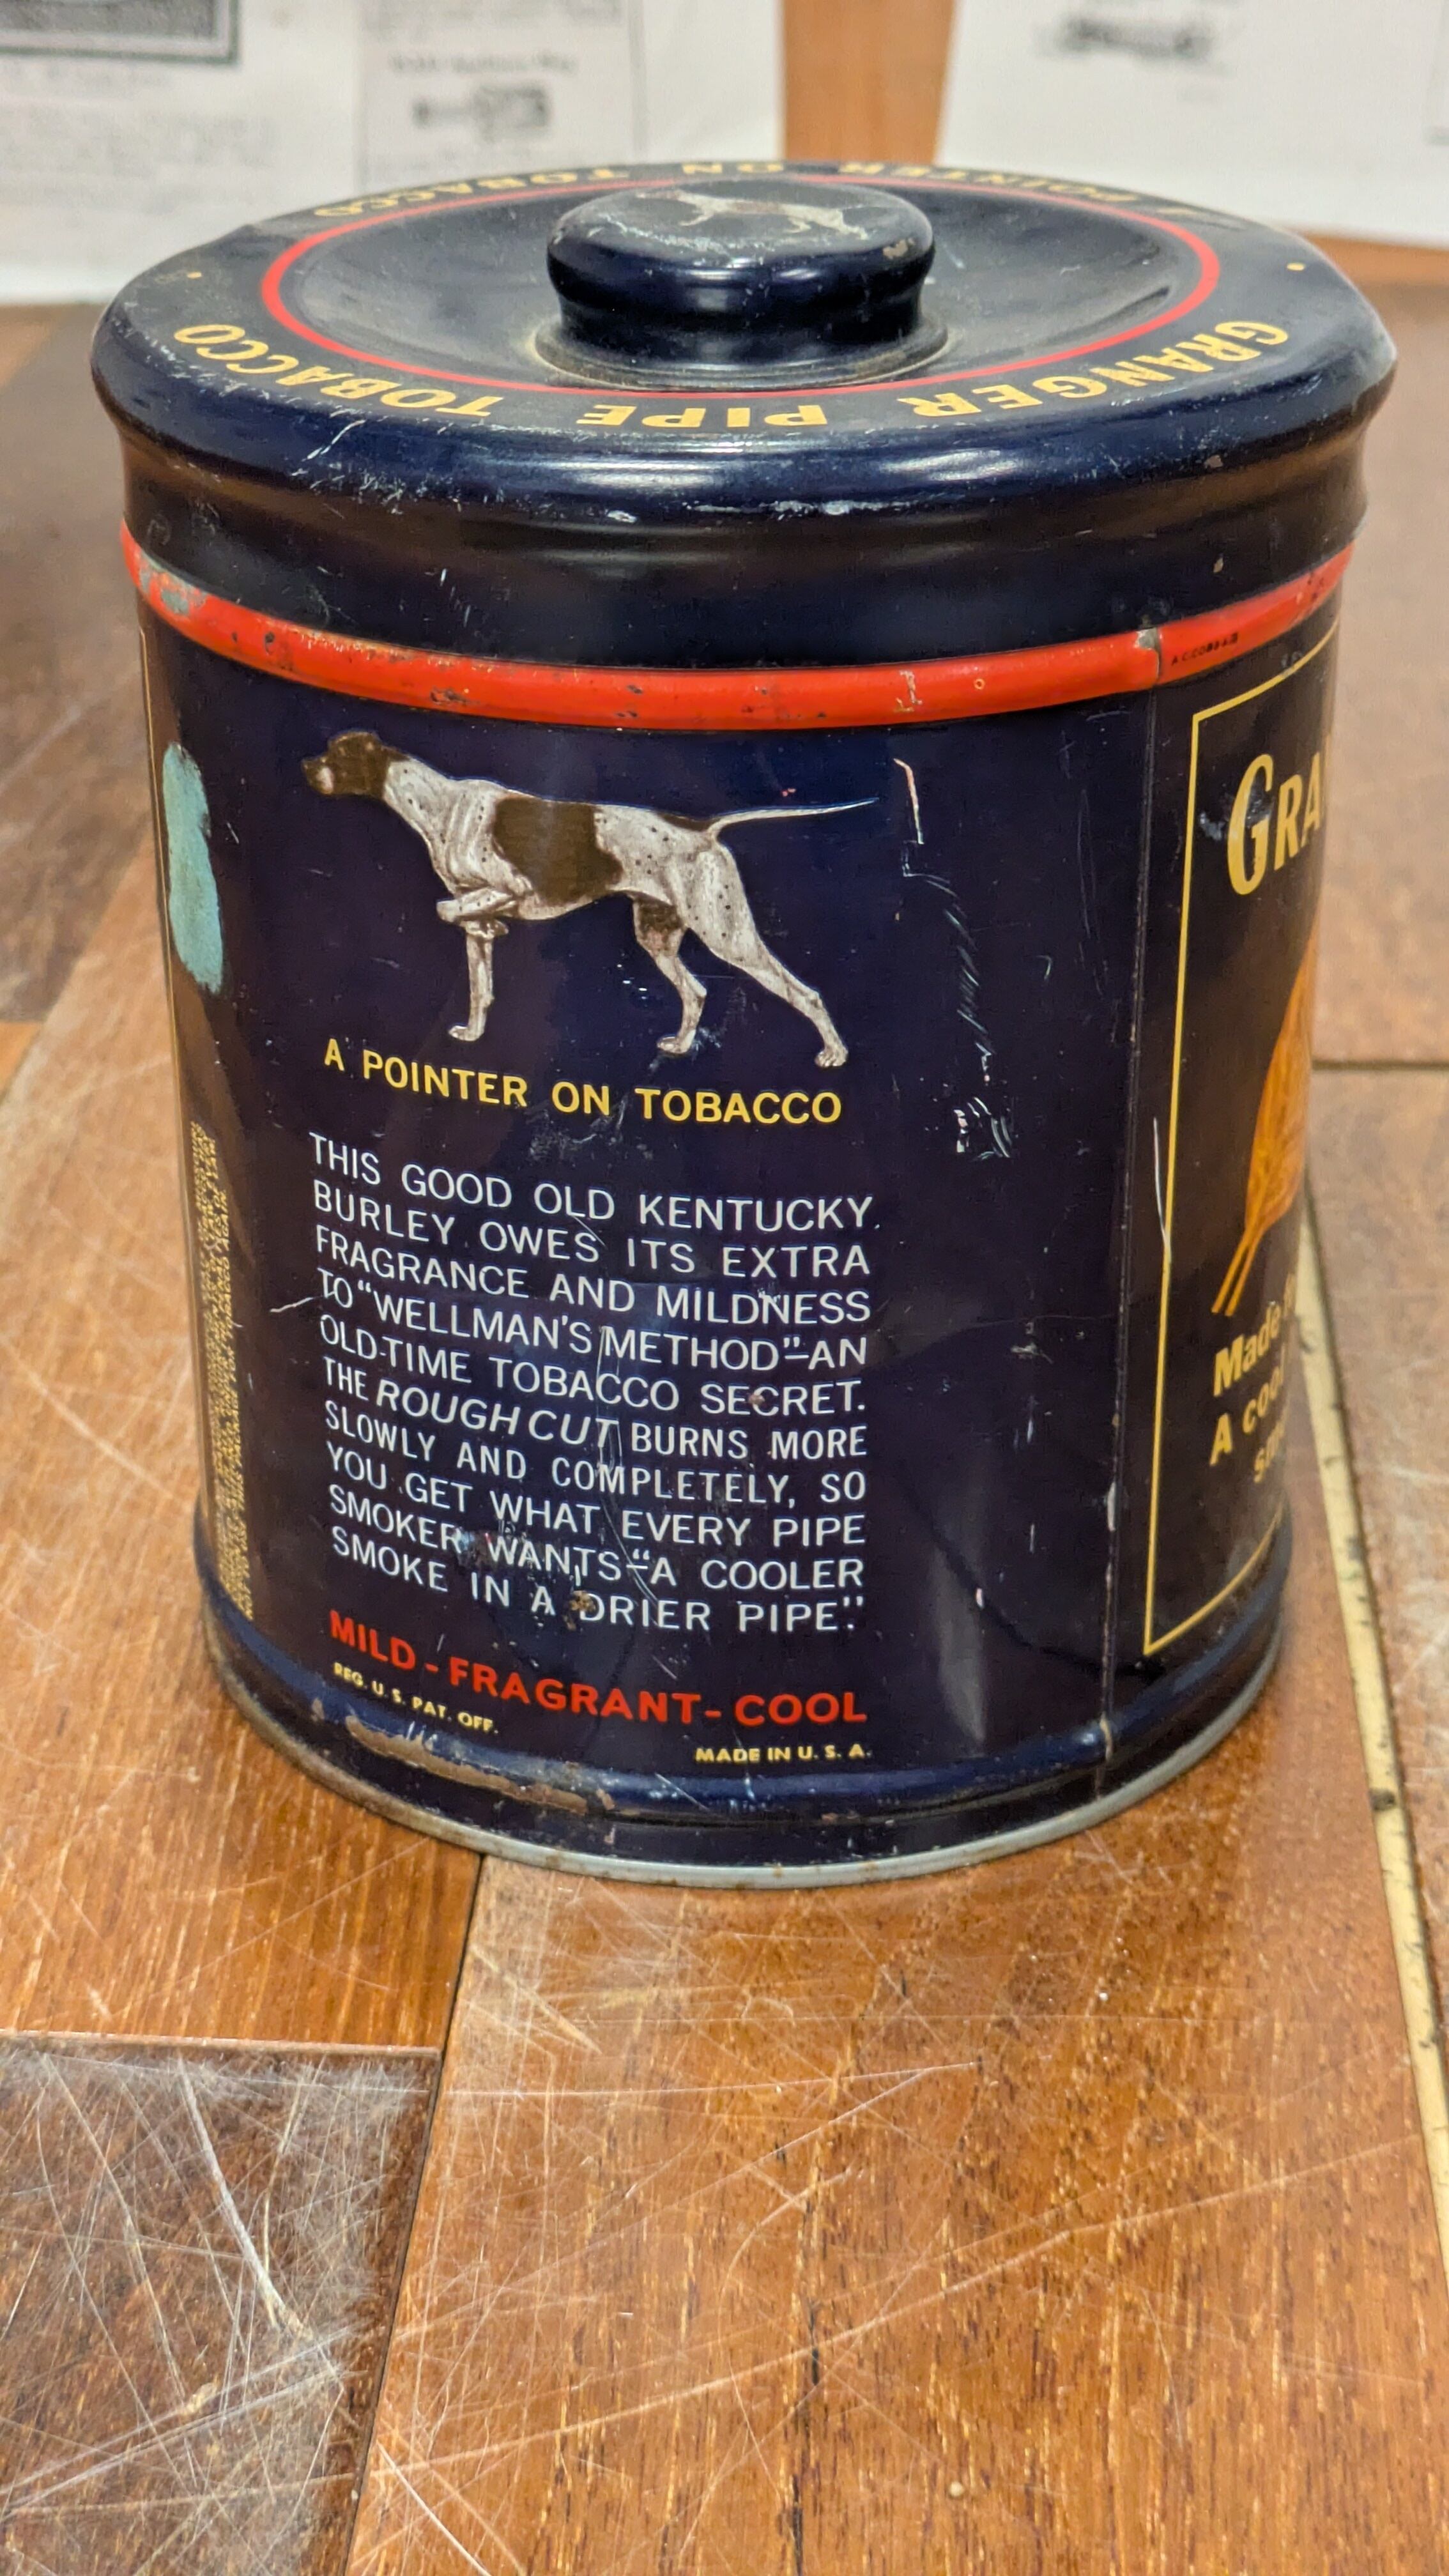 A POINTER ON TOBACCO
GRANGER PIPE TOBACCO
A.C.CO.
GRA
A POINTER ON TOBACCO
THIS GOOD OLD KENTUCKY
BURLEY OWES ITS EXTRA
FRAGRANCE AND MILDNESS
TO "WELLMAN'S METHOD"—AN
OLD-TIME TOBACCO SECRET.
THE ROUGH CUT BURNS MORE
SLOWLY AND COMPLETELY, SO
YOU GET WHAT EVERY PIPE
SMOKER WANTS—"A COOLER
SMOKE IN A DRIER PIPE."
MILD - FRAGRANT - COOL
REG. U.S. PAT. OFF.
MADE IN U.S.A.
Made
A coo